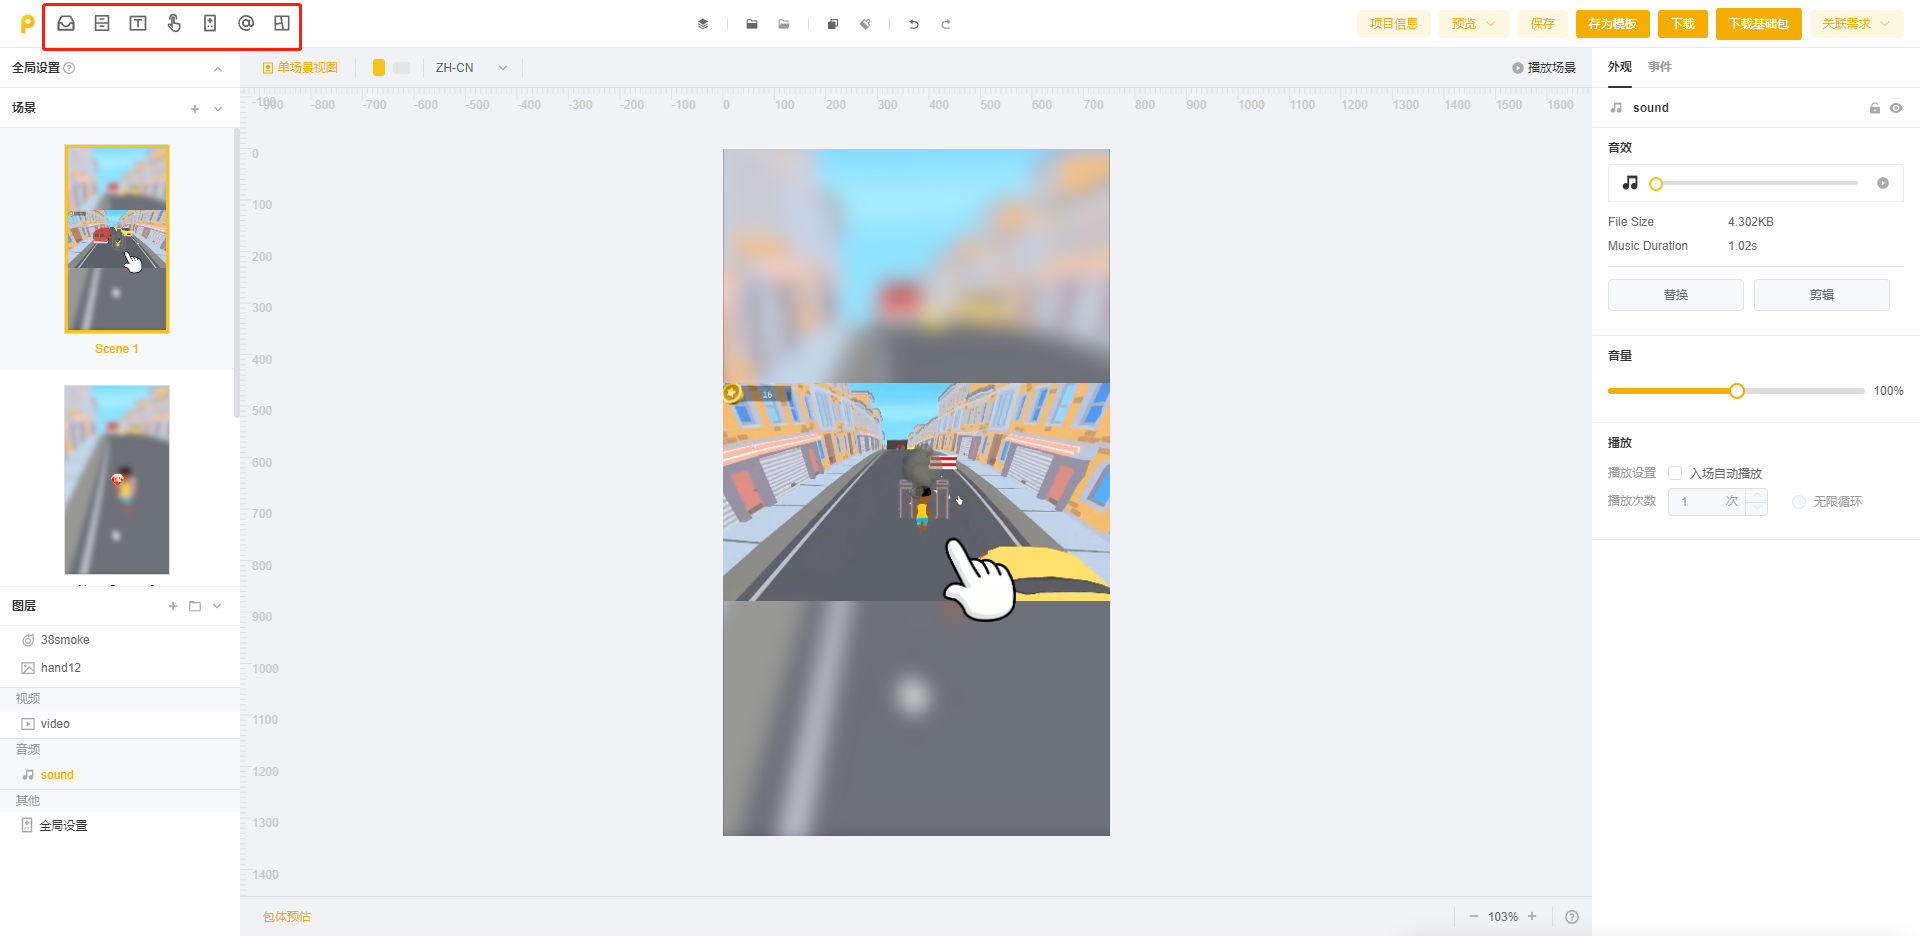 项目信息
预览
保存
存为模板
下载
下载基础包
关联需求
全局设置
单场景视图
ZH-CN
播放场景
外观 事件
场景
-100
-900 -800 -700 -600 -500 -400 -300 -200 -100 0 100 200 300 400 500 600 700 800 900 1000 1100 1200 1300 1400 1500 1600
0
100
200
300
400
500
600
700
800
900
1000
1100
1200
1300
1400
Scene 1
图层
38smoke
hand12
视频
video
音频
sound
其他
全局设置
16
sound
音效
File Size 4.302KB
Music Duration 1.02s
替换 剪辑
音量
100%
播放
播放设置 入场自动播放
播放次数 1 次 无限循环
包体预估
103%